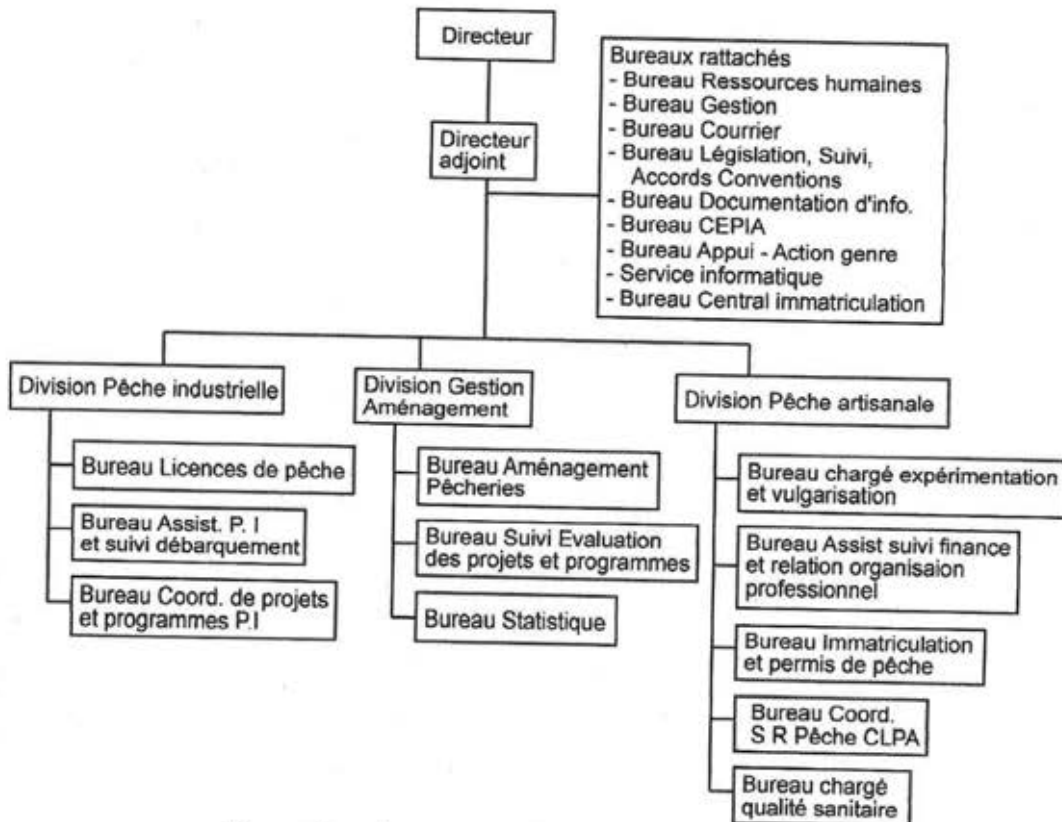 Directeur
Directeur
adjoint
Bureaux rattachés
- Bureau Ressources humaines
- Bureau Gestion
- Bureau Courrier
- Bureau Législation, Suivi,
Accords Conventions
- Bureau Documentation d'info.
- Bureau CEPIA
- Bureau Appui - Action genre
- Service informatique
- Bureau Central immatriculation
Division Pêche industrielle
Bureau Licences de pêche
Bureau Assist. P. I
et suivi débarquement
Bureau Coord. de projets
et programmes P.I
Division Gestion
Aménagement
Bureau Aménagement
Pêcheries
Bureau Suivi Evaluation
des projets et programmes
Bureau Statistique
Division Pêche artisanale
Bureau chargé expérimentation
et vulgarisation
Bureau Assist suivi finance
et relation organisaion
professionnel
Bureau Immatriculation
et permis de pêche
Bureau Coord.
S R Pêche CLPA
Bureau chargé
qualité sanitaire